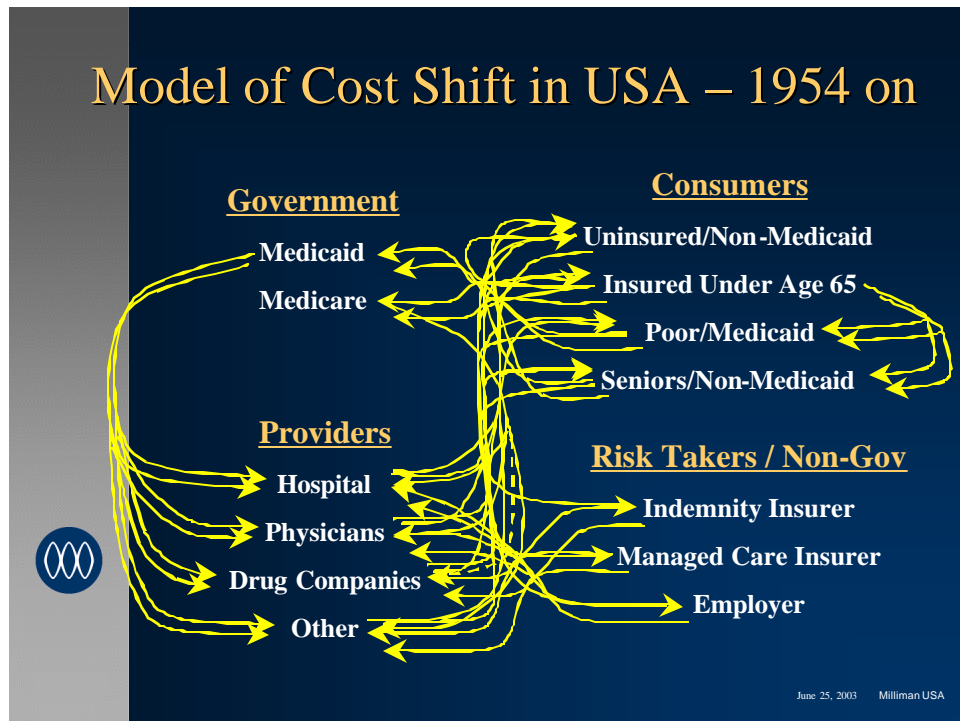 Model of Cost Shift in USA – 1954 on
Government
Medicaid
Medicare
Consumers
Uninsured/Non-Medicaid
Insured Under Age 65
Poor/Medicaid
Seniors/Non-Medicaid
Providers
Hospital
Physicians
Drug Companies
Other
Risk Takers / Non-Gov
Indemnity Insurer
Managed Care Insurer
Employer
June 25, 2003 Milliman USA